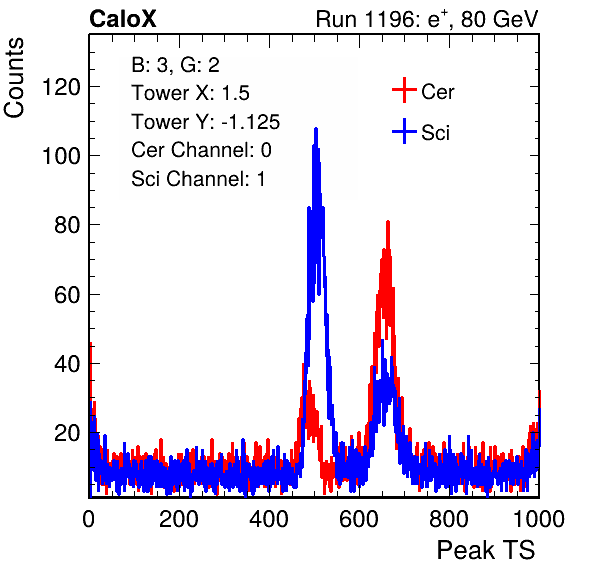 CaloX Run 1196: e⁺, 80 GeV
Counts
B: 3, G: 2
Tower X: 1.5
Tower Y: -1.125
Cer Channel: 0
Sci Channel: 1
Cer
Sci
120
100
80
60
40
20
0 200 400 600 800 1000
Peak TS